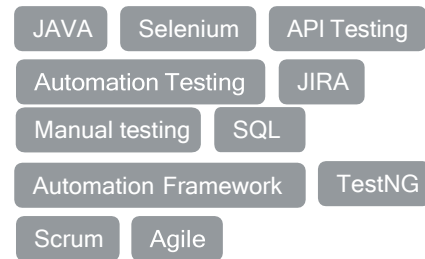 JAVA Selenium API Testing
Automation Testing JIRA
Manual testing SQL
Automation Framework TestNG
Scrum Agile